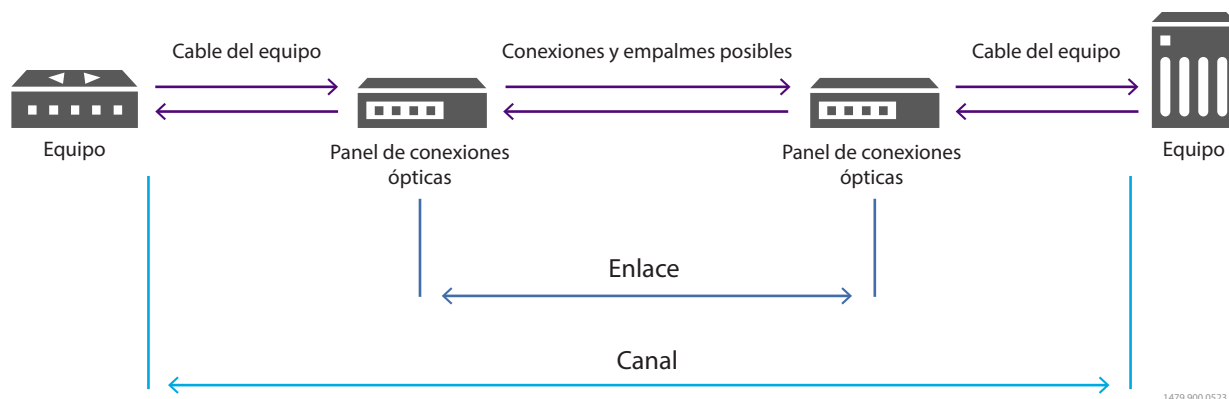 Cable del equipo
Conexiones y empalmes posibles
Cable del equipo
Equipo
Panel de conexiones
ópticas
Panel de conexiones
ópticas
Equipo
Enlace
Canal
1479.900.0523